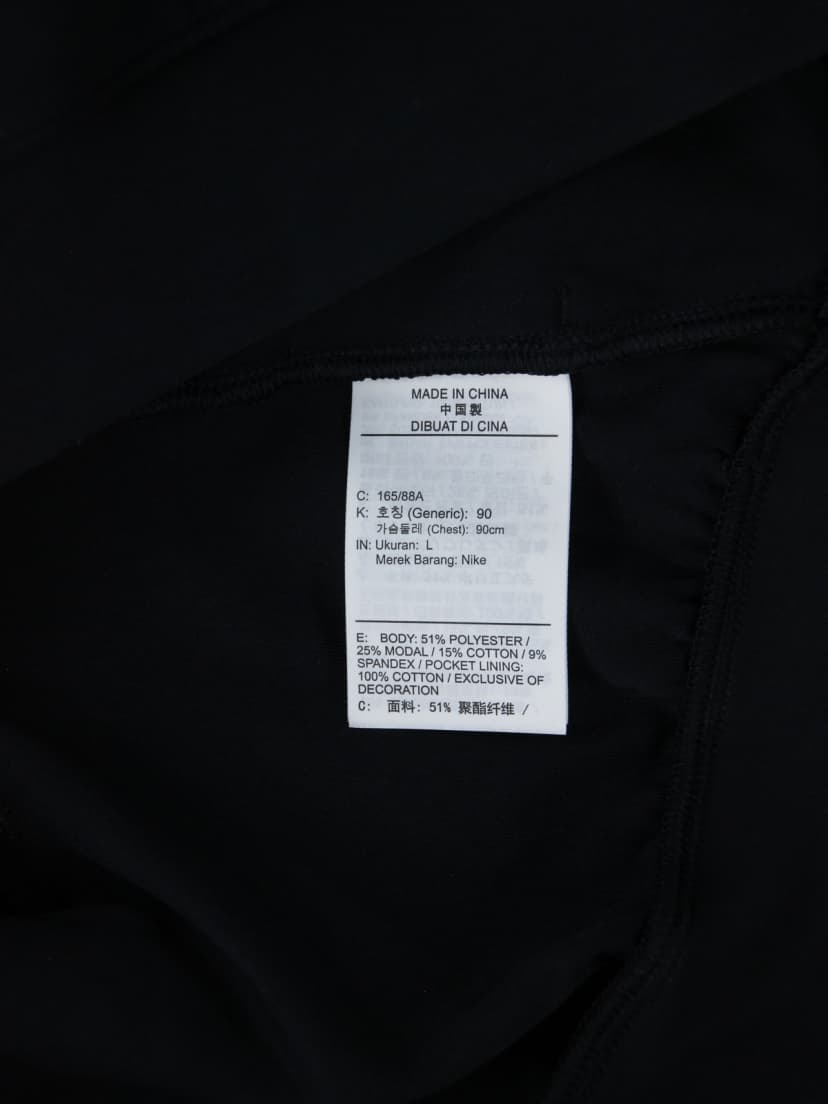 MADE IN CHINA
中国製
DIBUAT DI CINA
C: 165/88A
K: 호칭 (Generic): 90
가슴둘레 (Chest): 90cm
IN: Ukuran: L
Merek Barang: Nike
E: BODY: 51% POLYESTER /
25% MODAL / 15% COTTON / 9%
SPANDEX / POCKET LINING:
100% COTTON / EXCLUSIVE OF
DECORATION
C: 面料: 51% 聚酯纤维 /